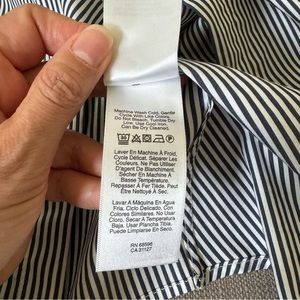 Machine Wash Cold, Gentle
Cycle With Like Colors.
Do Not Bleach, Tumble Dry
Low, Use Cool Iron.
Can Be Dry Cleaned.
Laver En Machine À Froid,
Cycle Délicat. Séparer Les
Couleurs. Ne Pas Utiliser
D'agent De Blanchiment.
Sécher En Machine À
Basse Température.
Repasser À Fer Tiède. Peut
Être Nettoyé À Sec.
Lavar A Máquina En Agua
Fria. Ciclo Delicado, Con
Colores Similares. No Usar
Cloro. Secar A Temperatura
Baja. Usar Plancha Tibia.
Puede Limpiarse En Seco.
RN 68596
CA 31127